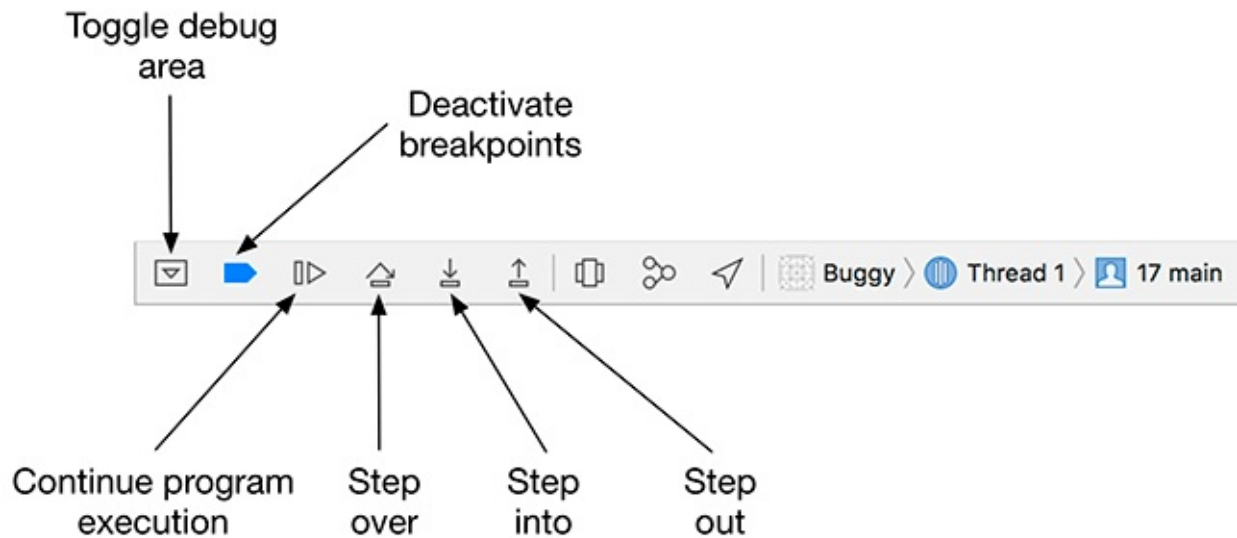 Toggle debug
area
Deactivate
breakpoints
Buggy 〉 Thread 1 〉 17 main
Continue program
execution
Step
over
Step
into
Step
out